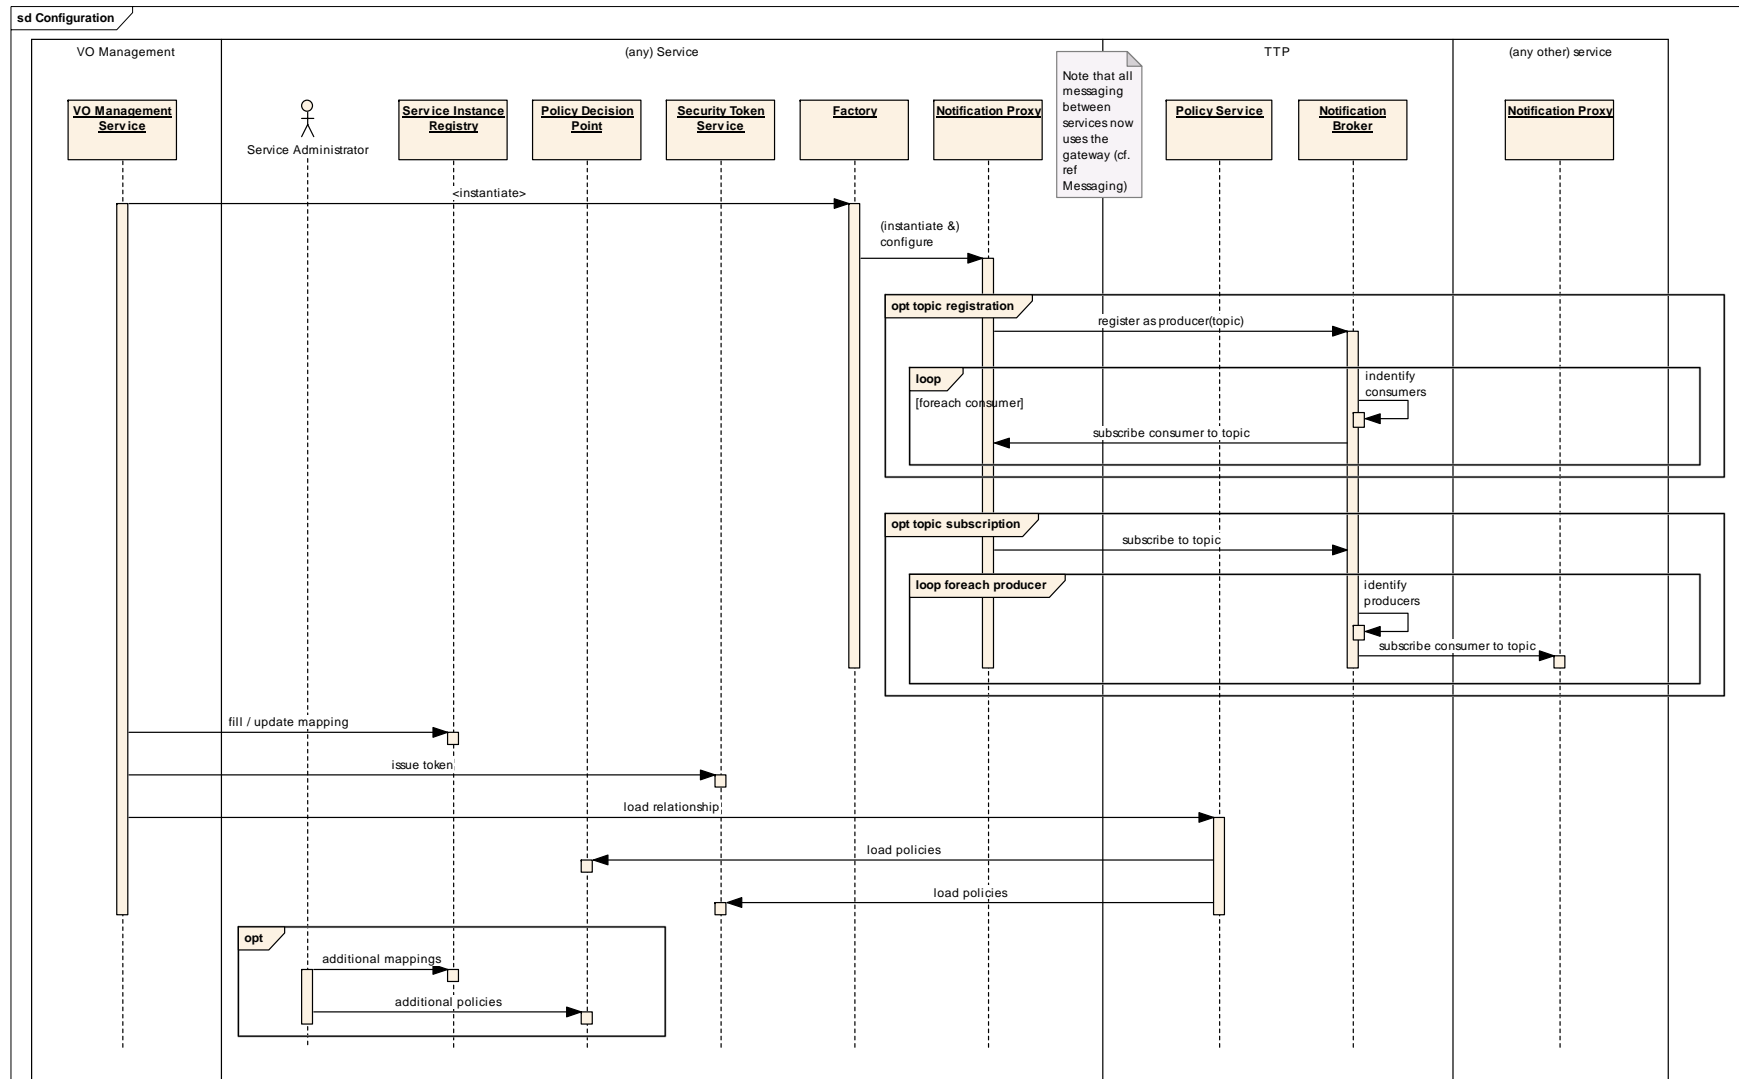 sd Configuration
VO Management
(any) Service
TTP
(any other) service
Note that all
messaging
between
services now
uses the
gateway (cf.
ref
Messaging)
VO Management
Service
Service Administrator
Service Instance
Registry
Policy Decision
Point
Security Token
Service
Factory
Notification Proxy
Policy Service
Notification
Broker
Notification Proxy
<instantiate>
(instantiate &)
configure
opt topic registration
register as producer(topic)
loop
[foreach consumer]
indentify
consumers
subscribe consumer to topic
opt topic subscription
subscribe to topic
loop foreach producer
identify
producers
subscribe consumer to topic
fill / update mapping
issue token
load relationship
load policies
load policies
opt
additional mappings
additional policies